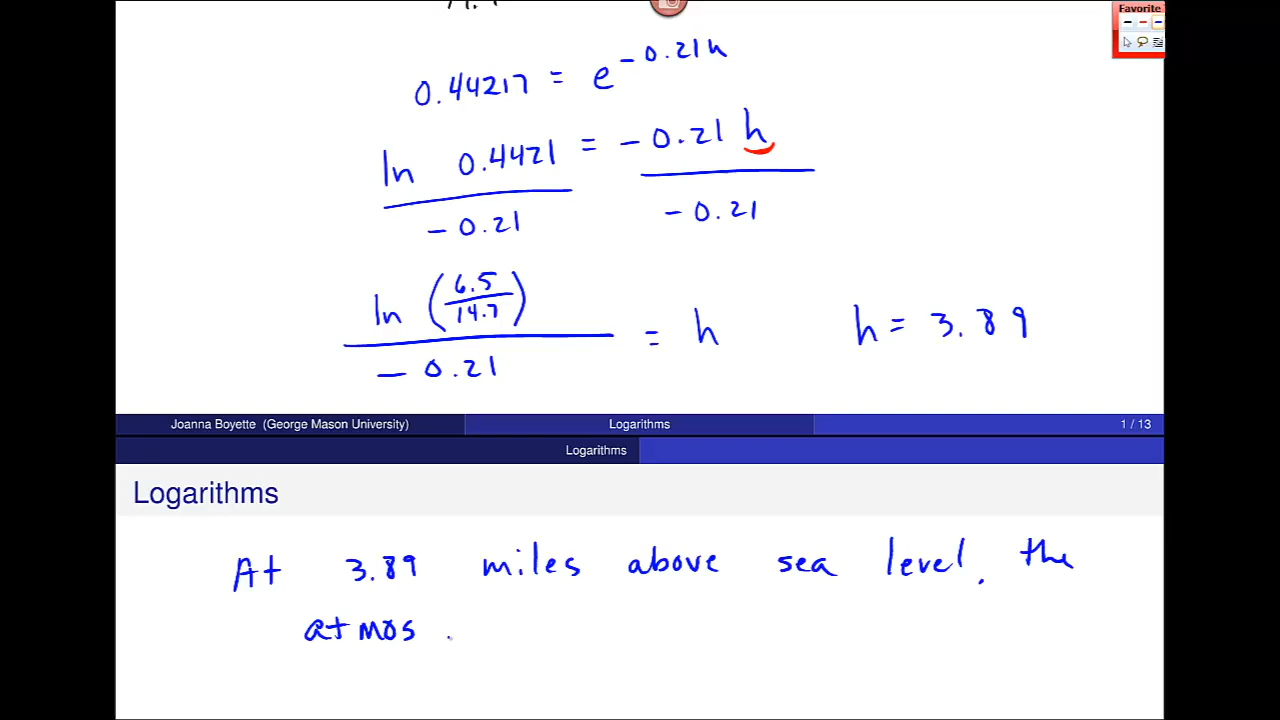 Favorite
0.44217 = e^{-0.21h}
ln 0.4421 = -0.21 h
-0.21 -0.21
ln (6.5/14.7)
= h h = 3.89
-0.21
Joanna Boyette (George Mason University) Logarithms 1 / 13
Logarithms
Logarithms
At 3.89 miles above sea level, the
atmos